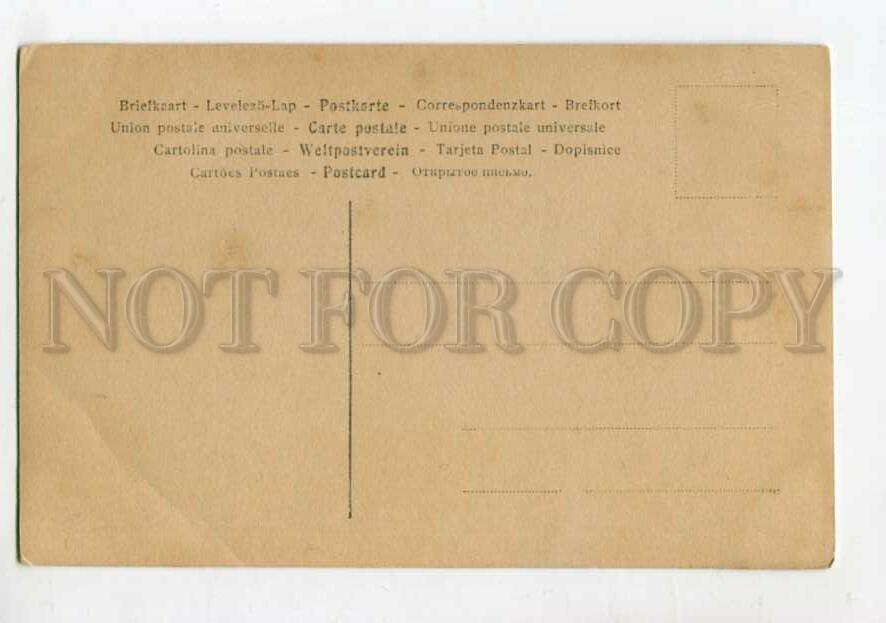 Briefkaart - Levelező-Lap - Postkarte - Correspondenzkart - Brefkort
Union postale universelle - Carte postale - Unione postale universale
Cartolina postale - Weltpostverein - Tarjeta Postal - Dopisnice
Cartões Postaes - Postcard - Открытое письмо.
NOT FOR COPY